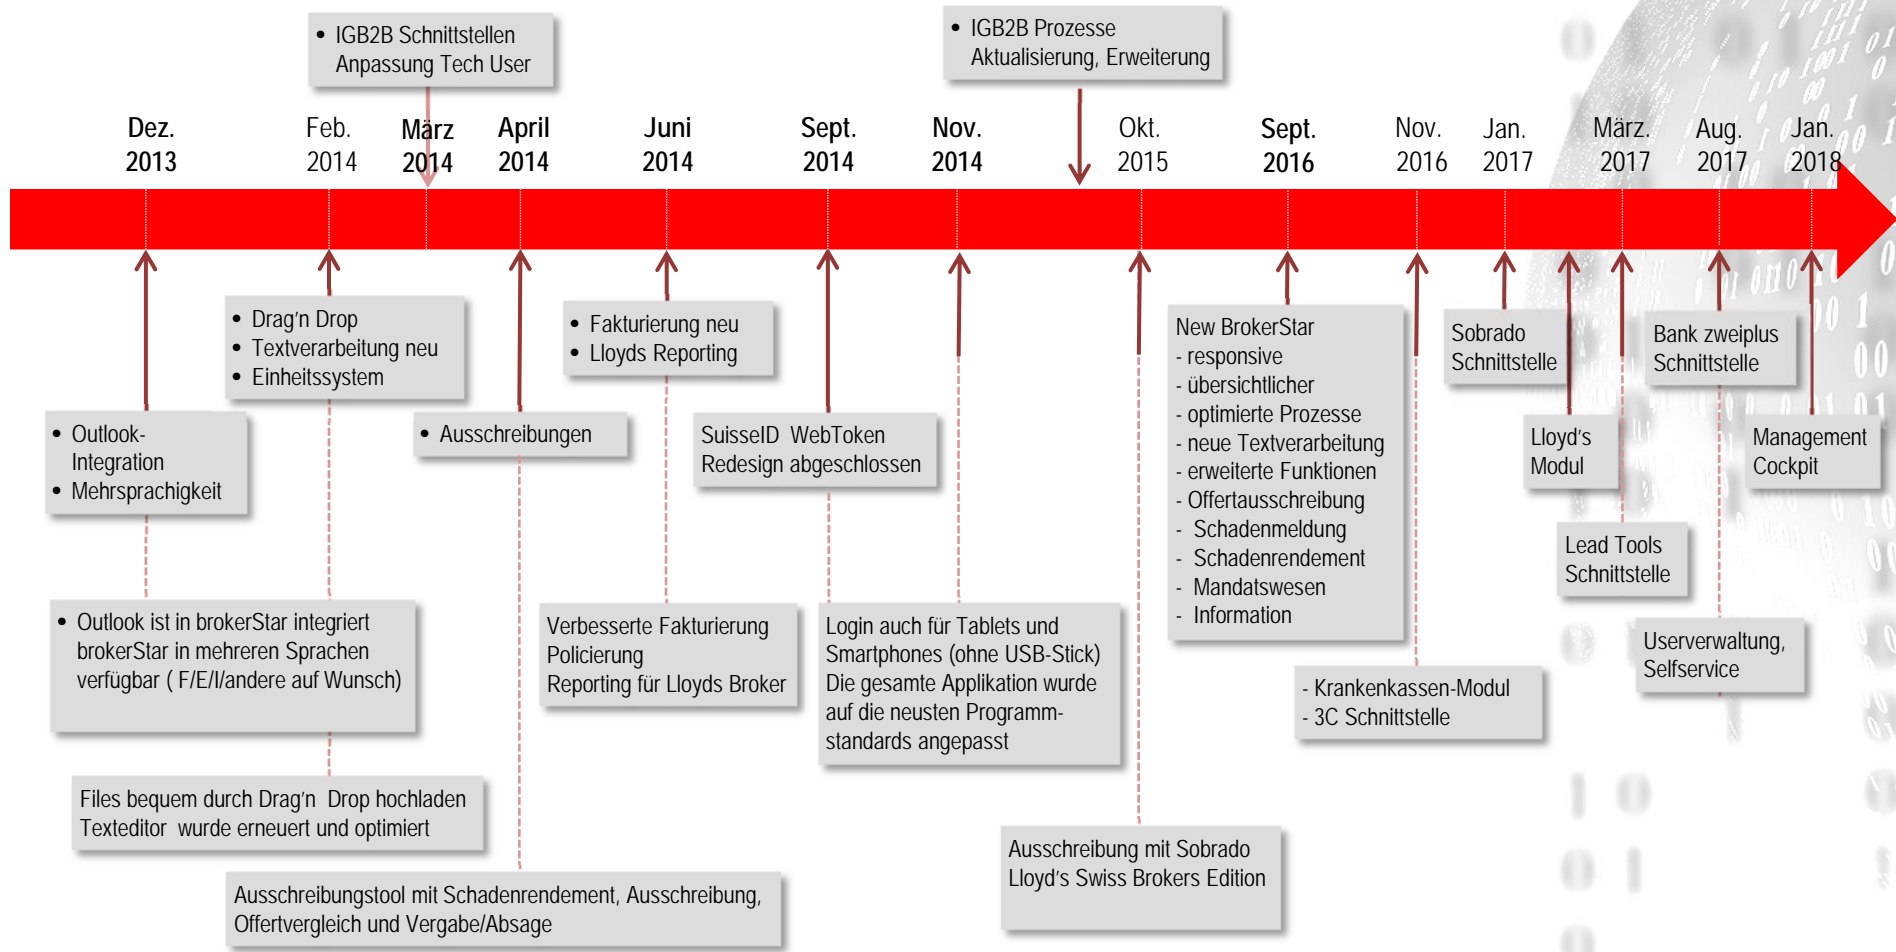 • IGB2B Schnittstellen
Anpassung Tech User
• IGB2B Prozesse
Aktualisierung, Erweiterung
Dez.
2013
Feb.
2014
März
2014
April
2014
Juni
2014
Sept.
2014
Nov.
2014
Okt.
2015
Sept.
2016
Nov.
2016
Jan.
2017
März.
2017
Aug.
2017
Jan.
2018
• Outlook-
Integration
• Mehrsprachigkeit
• Drag'n Drop
• Textverarbeitung neu
• Einheitssystem
• Ausschreibungen
• Fakturierung neu
• Lloyds Reporting
SuisseID WebToken
Redesign abgeschlossen
New BrokerStar
- responsive
- übersichtlicher
- optimierte Prozesse
- neue Textverarbeitung
- erweiterte Funktionen
- Offertausschreibung
- Schadenmeldung
- Schadenrendement
- Mandatswesen
- Information
Sobrado
Schnittstelle
Lloyd's
Modul
Lead Tools
Schnittstelle
Bank zweiplus
Schnittstelle
Management
Cockpit
• Outlook ist in brokerStar integriert
brokerStar in mehreren Sprachen
verfügbar ( F/E/I/andere auf Wunsch)
Verbesserte Fakturierung
Policierung
Reporting für Lloyds Broker
Login auch für Tablets und
Smartphones (ohne USB-Stick)
Die gesamte Applikation wurde
auf die neusten Programm-
standards angepasst
- Krankenkassen-Modul
- 3C Schnittstelle
Userverwaltung,
Selfservice
Files bequem durch Drag'n Drop hochladen
Texteditor wurde erneuert und optimiert
Ausschreibung mit Sobrado
Lloyd's Swiss Brokers Edition
Ausschreibungstool mit Schadenrendement, Ausschreibung,
Offertvergleich und Vergabe/Absage